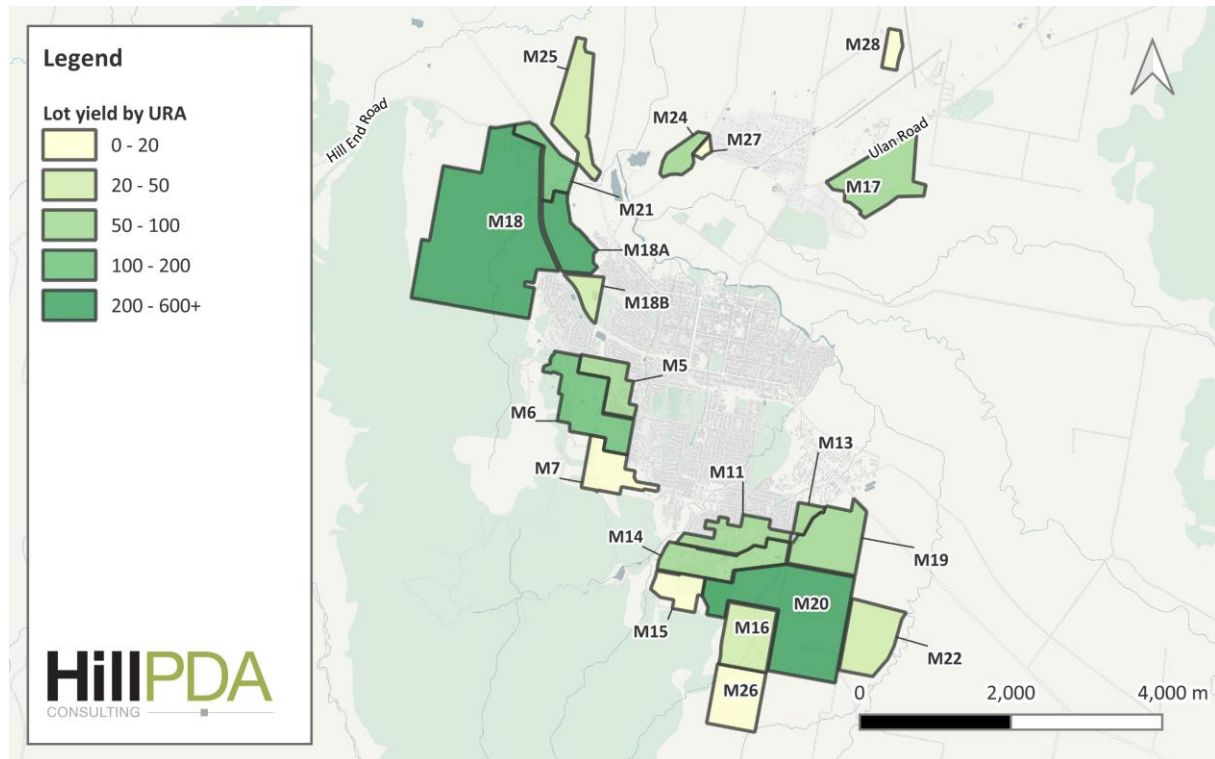 Legend
Lot yield by URA
0 - 20
20 - 50
50 - 100
100 - 200
200 - 600+
HillPDA
CONSULTING
Hill End Road
M25
M28
M24
M27
Ulan Road
M17
M21
M18
M18A
M18B
M5
M6
M7
M11
M13
M14
M19
M15
M20
M16
M22
M26
0
2,000
4,000 m